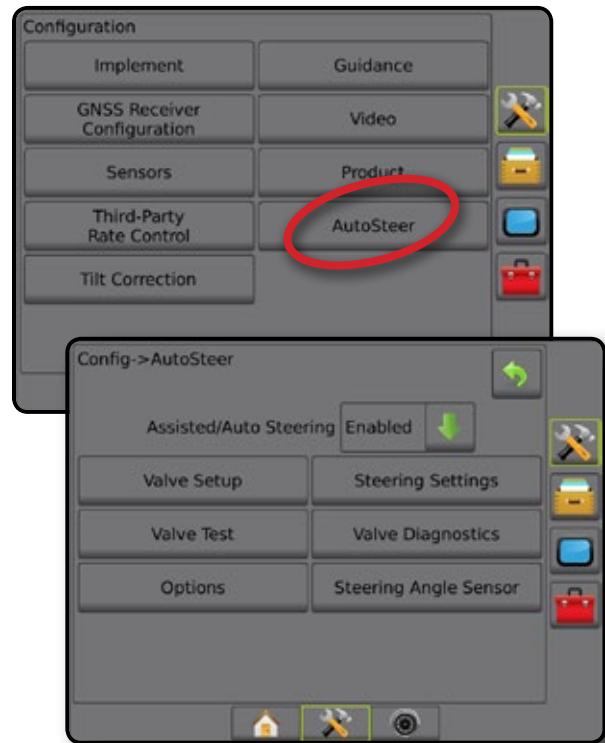 Configuration
Implement
Guidance
GNSS Receiver
Configuration
Video
Sensors
Product
Third-Party
Rate Control
AutoSteer
Tilt Correction
Config->AutoSteer
Assisted/Auto Steering
Enabled
Valve Setup
Steering Settings
Valve Test
Valve Diagnostics
Options
Steering Angle Sensor